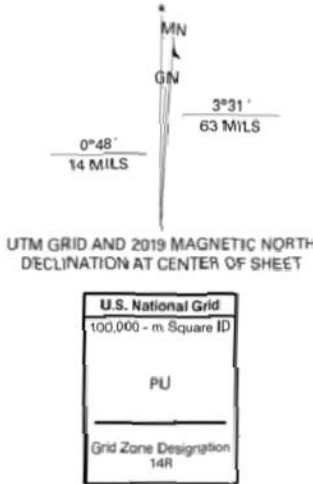 *
MN
GN
3°31´
63 MILS
0°48´
14 MILS
UTM GRID AND 2019 MAGNETIC NORTH
DECLINATION AT CENTER OF SHEET
U.S. National Grid
100,000 - m Square ID
PU
Grid Zone Designation
14R